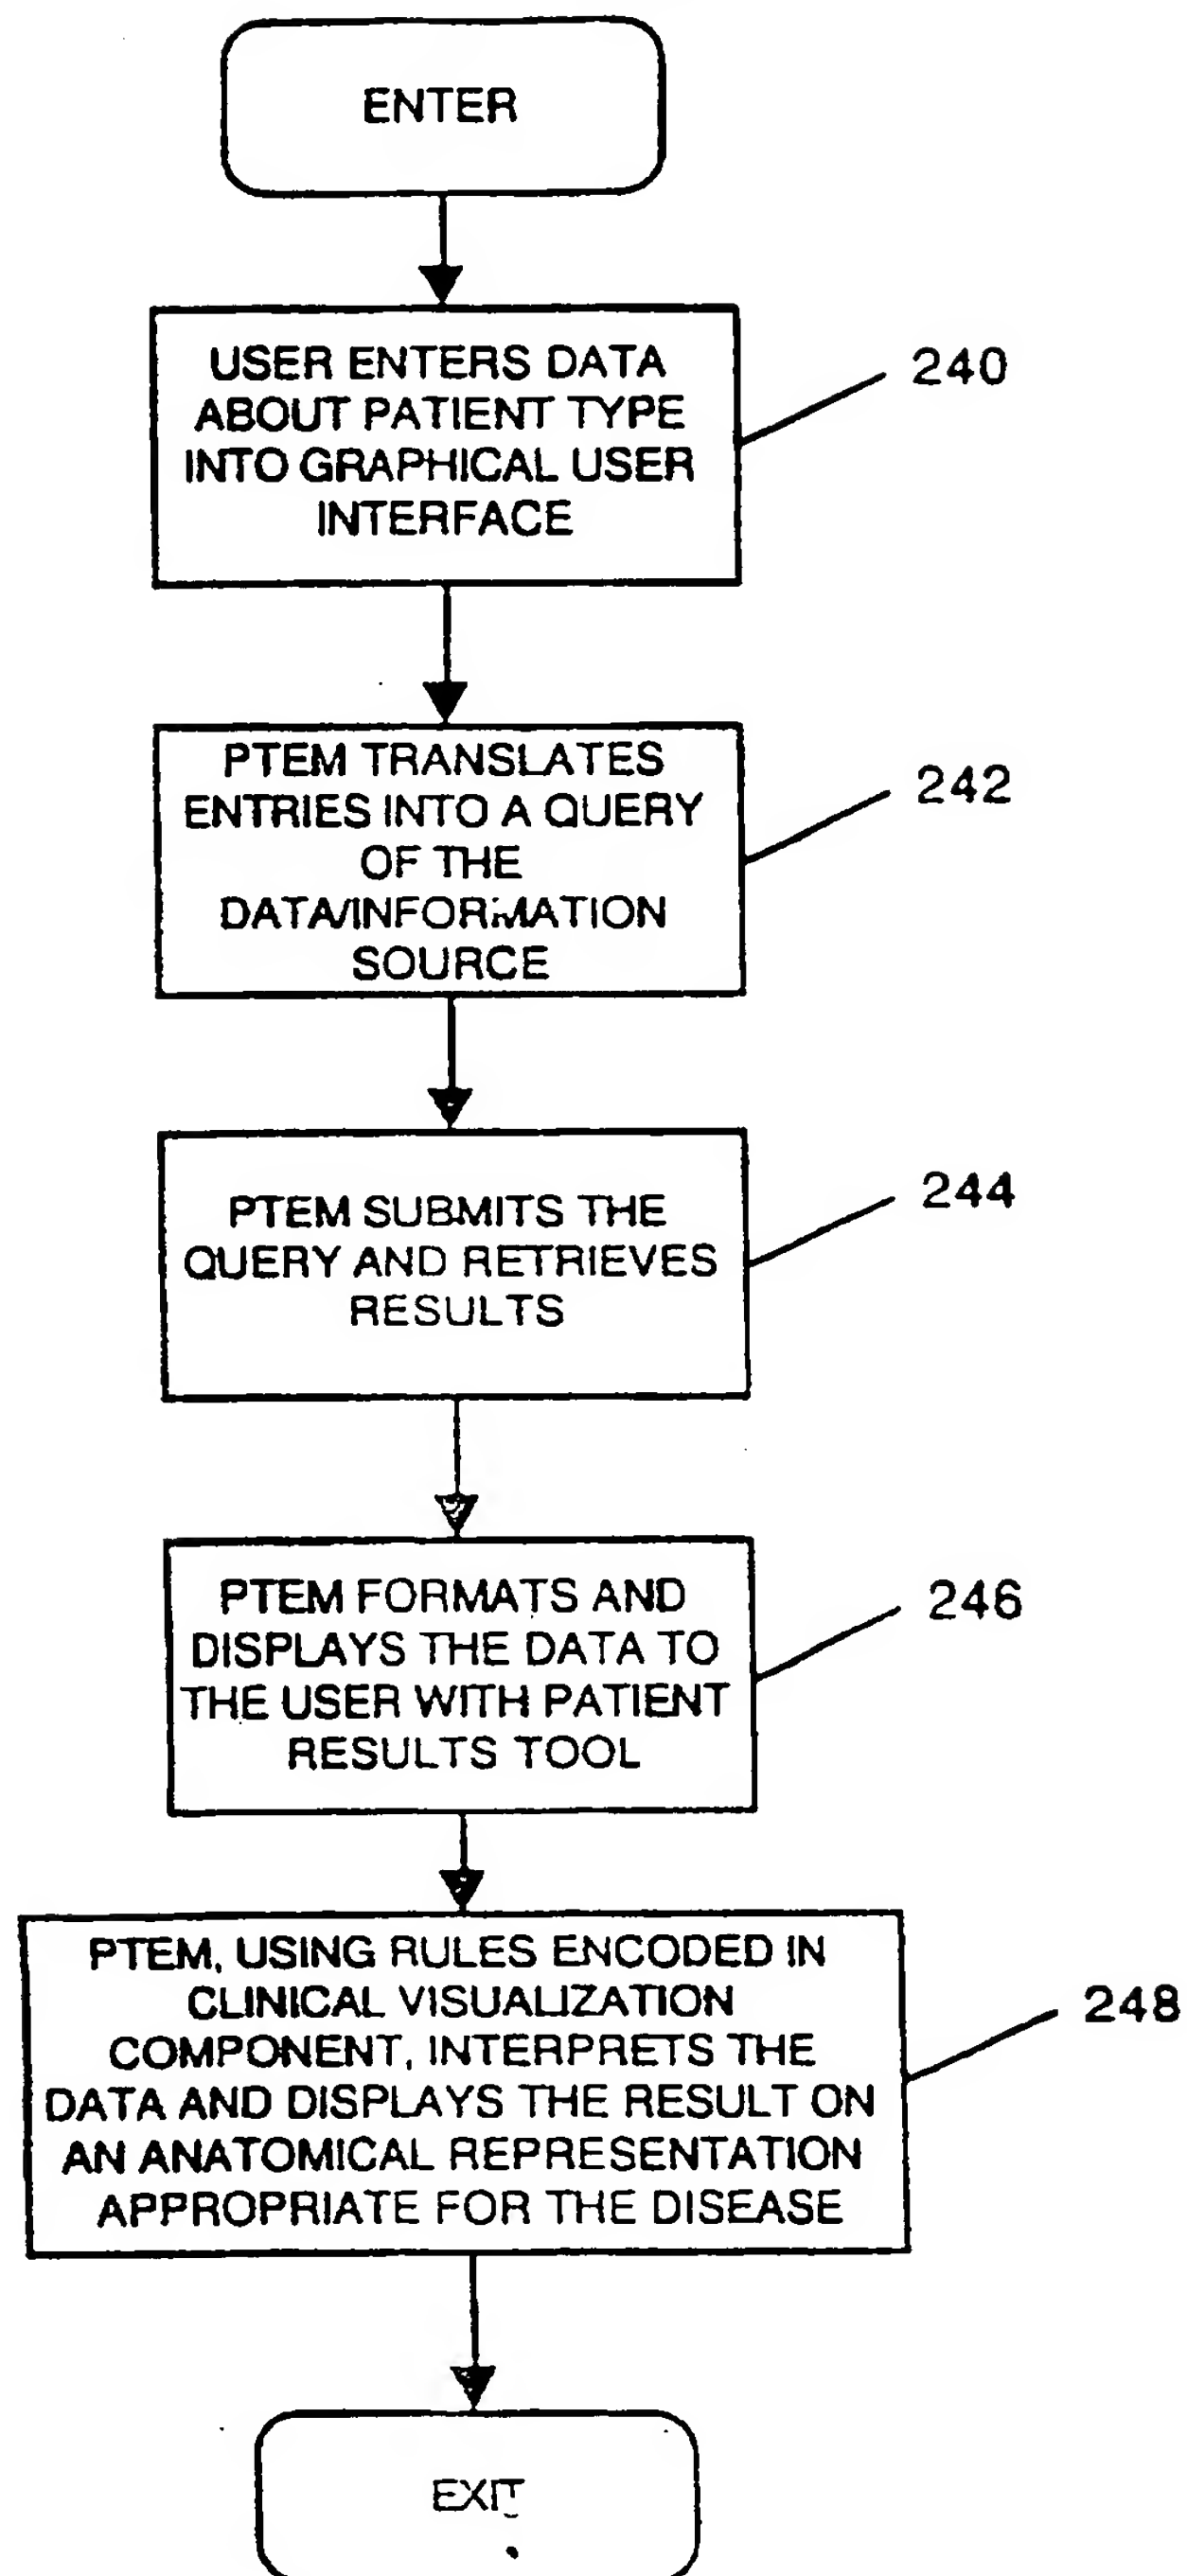 ENTER
USER ENTERS DATA
ABOUT PATIENT TYPE
INTO GRAPHICAL USER
INTERFACE
240
PTEM TRANSLATES
ENTRIES INTO A QUERY
OF THE
DATA/INFORMATION
SOURCE
242
PTEM SUBMITS THE
QUERY AND RETRIEVES
RESULTS
244
PTEM FORMATS AND
DISPLAYS THE DATA TO
THE USER WITH PATIENT
RESULTS TOOL
246
PTEM, USING RULES ENCODED IN
CLINICAL VISUALIZATION
COMPONENT, INTERPRETS THE
DATA AND DISPLAYS THE RESULT ON
AN ANATOMICAL REPRESENTATION
APPROPRIATE FOR THE DISEASE
248
EXIT